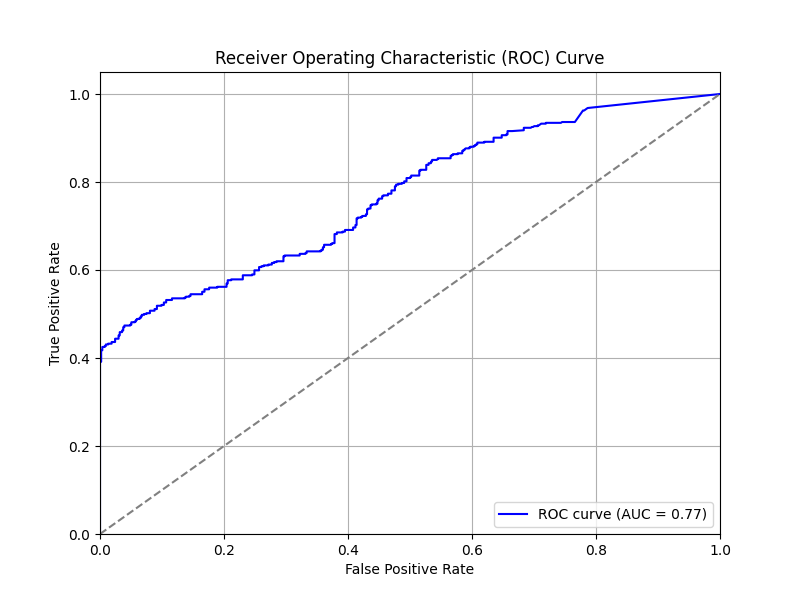 Receiver Operating Characteristic (ROC) Curve
1.0
0.8
0.6
0.4
0.2
0.0
True Positive Rate
0.0 0.2 0.4 0.6 0.8 1.0
False Positive Rate
ROC curve (AUC = 0.77)